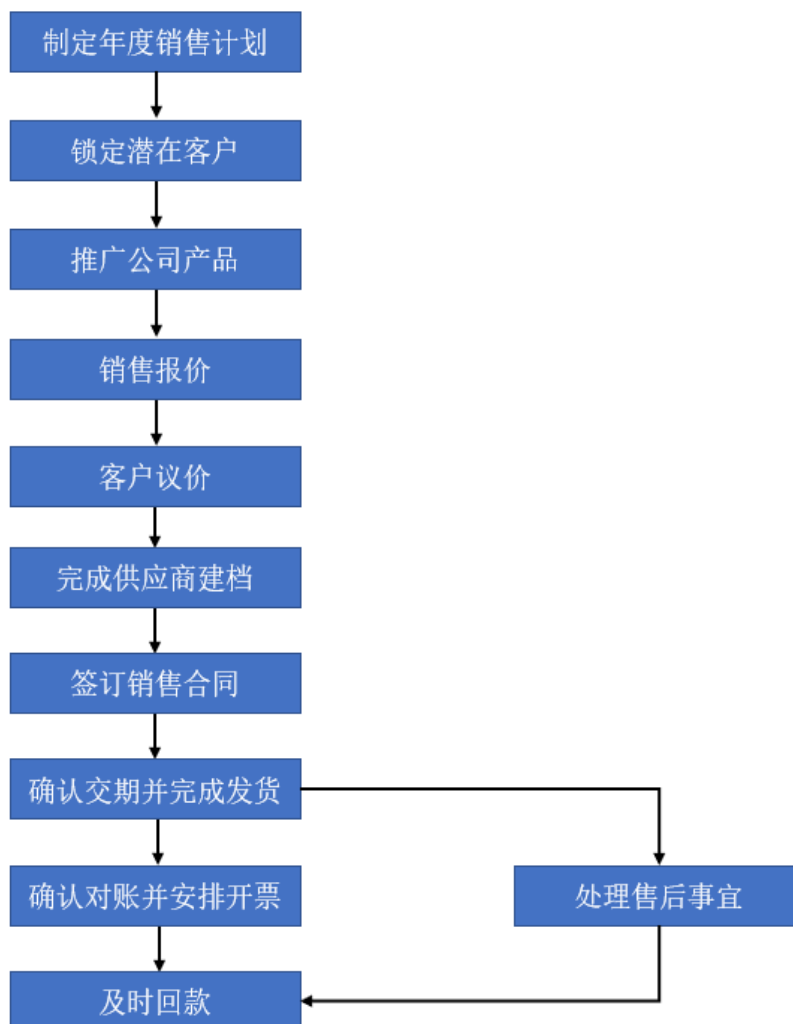 制定年度销售计划
锁定潜在客户
推广公司产品
销售报价
客户议价
完成供应商建档
签订销售合同
确认交期并完成发货
确认对账并安排开票
处理售后事宜
及时回款